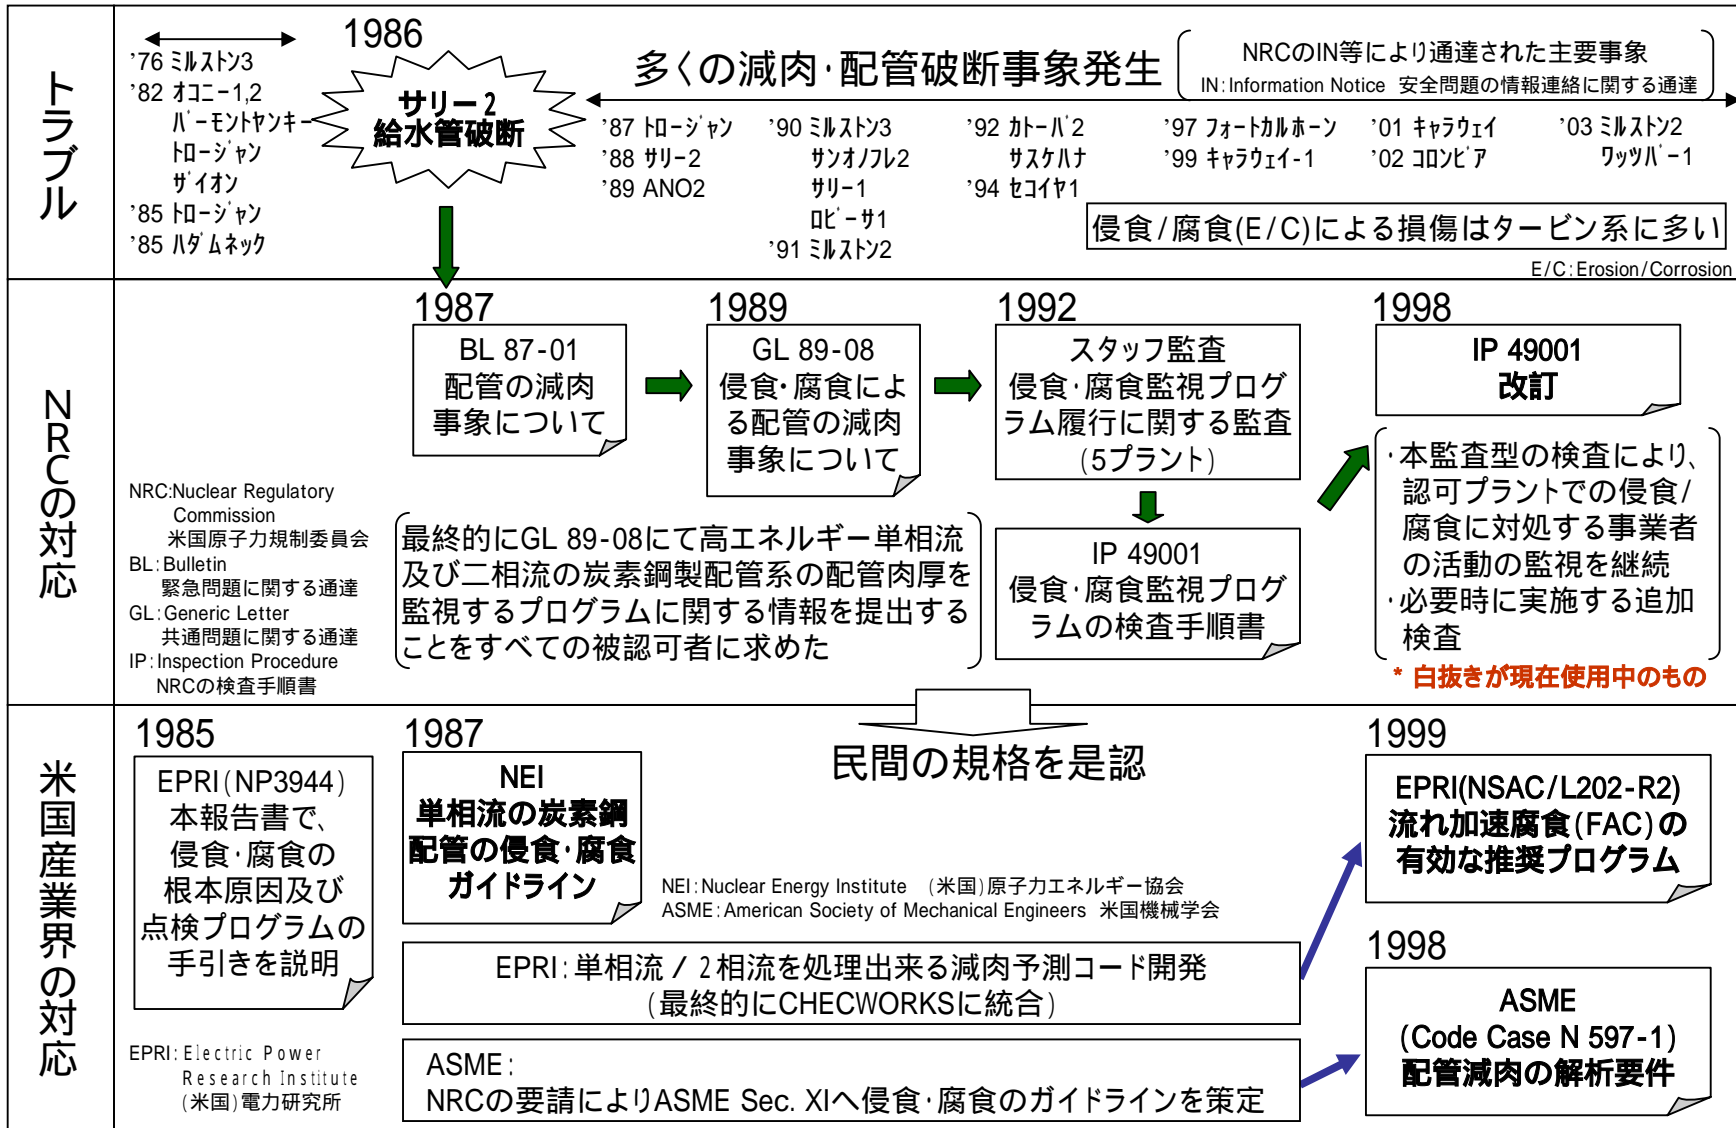 トラブル
'76 ミルストン3
'82 オコニー1,2
バーモントヤンキー
トロージャン
ザイオン
'85 トロージャン
'85 ハダムネック
1986
サリー2
給水管破断
多くの減肉・配管破断事象発生
NRCのIN等により通達された主要事象
IN:Information Notice 安全問題の情報連絡に関する通達
'87 トロージャン
'88 サリー2
'89 ANO2
'90 ミルストン3
サンオノフレ2
サリー1
ロビーサ1
'91 ミルストン2
'92 カトーバ2
サスケハナ
'94 セコイヤ1
'97 フォートカルホーン
'99 キャラウェイ-1
'01 キャラウェイ
'02 コロンビア
'03 ミルストン2
ワッツバー1
侵食/腐食(E/C)による損傷はタービン系に多い
E/C:Erosion/Corrosion
NRCの対応
1987
BL 87-01
配管の減肉
事象について
1989
GL 89-08
侵食・腐食によ
る配管の減肉
事象について
1992
スタッフ監査
侵食・腐食監視プログ
ラム履行に関する監査
(5プラント)
1998
IP 49001
改訂
NRC:Nuclear Regulatory
Commission
米国原子力規制委員会
BL:Bulletin
緊急問題に関する通達
GL:Generic Letter
共通問題に関する通達
IP:Inspection Procedure
NRCの検査手順書
最終的にGL 89-08にて高エネルギー単相流
及び二相流の炭素鋼製配管系の配管肉厚を
監視するプログラムに関する情報を提出する
ことをすべての被認可者に求めた
IP 49001
侵食・腐食監視プログ
ラムの検査手順書
・本監査型の検査により、
認可プラントでの侵食/
腐食に対処する事業者
の活動の監視を継続
・必要時に実施する追加
検査
* 白抜きが現在使用中のもの
米国産業界の対応
1985
EPRI(NP3944)
本報告書で、
侵食・腐食の
根本原因及び
点検プログラムの
手引きを説明
EPRI:Electric Power
Research Institute
(米国)電力研究所
1987
NEI
単相流の炭素鋼
配管の侵食・腐食
ガイドライン
民間の規格を是認
NEI:Nuclear Energy Institute (米国)原子力エネルギー協会
ASME:American Society of Mechanical Engineers 米国機械学会
EPRI:単相流/2相流を処理出来る減肉予測コード開発
(最終的にCHECWORKSに統合)
ASME:
NRCの要請によりASME Sec. XIへ侵食・腐食のガイドラインを策定
1999
EPRI(NSAC/L202-R2)
流れ加速腐食(FAC)の
有効な推奨プログラム
1998
ASME
(Code Case N 597-1)
配管減肉の解析要件